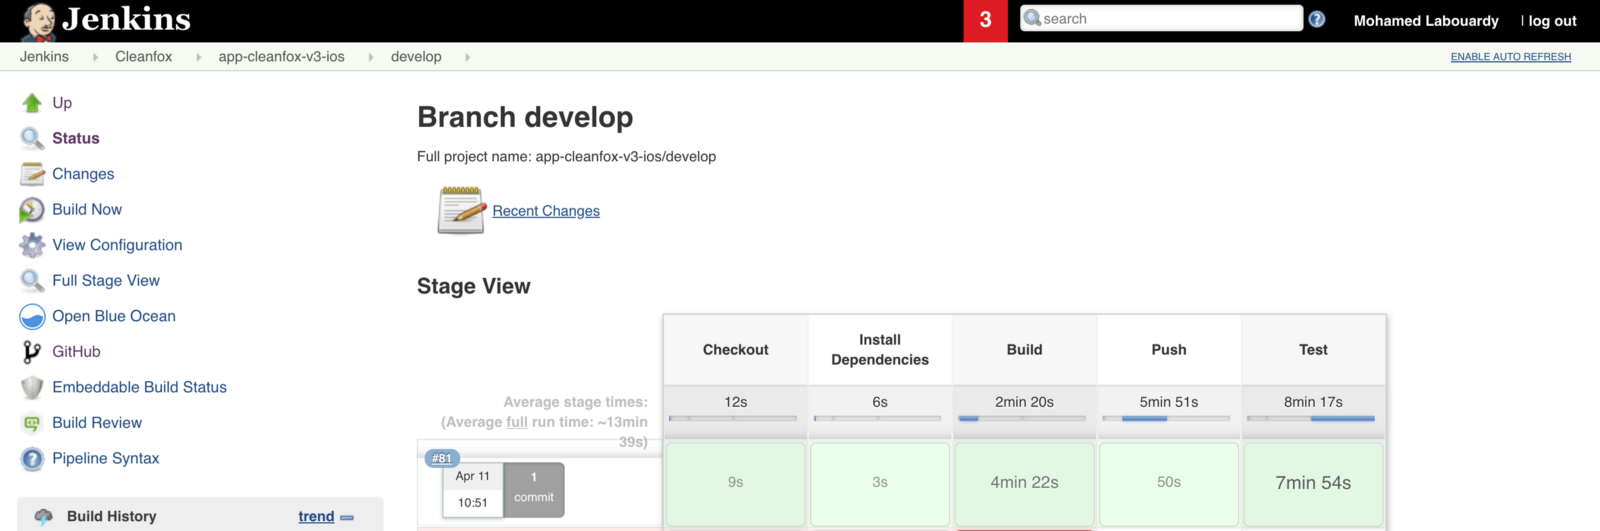 Jenkins
3
search
?
Mohamed Labouardy
| log out
Jenkins
Cleanfox
app-cleanfox-v3-ios
develop
ENABLE AUTO REFRESH
Up
Status
Changes
Build Now
View Configuration
Full Stage View
Open Blue Ocean
GitHub
Embeddable Build Status
Build Review
Pipeline Syntax
Build History
trend
Branch develop
Full project name: app-cleanfox-v3-ios/develop
Recent Changes
Stage View
Checkout
Install
Dependencies
Build
Push
Test
Average stage times:
(Average full run time: ~13min
39s)
12s
6s
2min 20s
5min 51s
8min 17s
#81
Apr 11
10:51
1
commit
9s
3s
4min 22s
50s
7min 54s